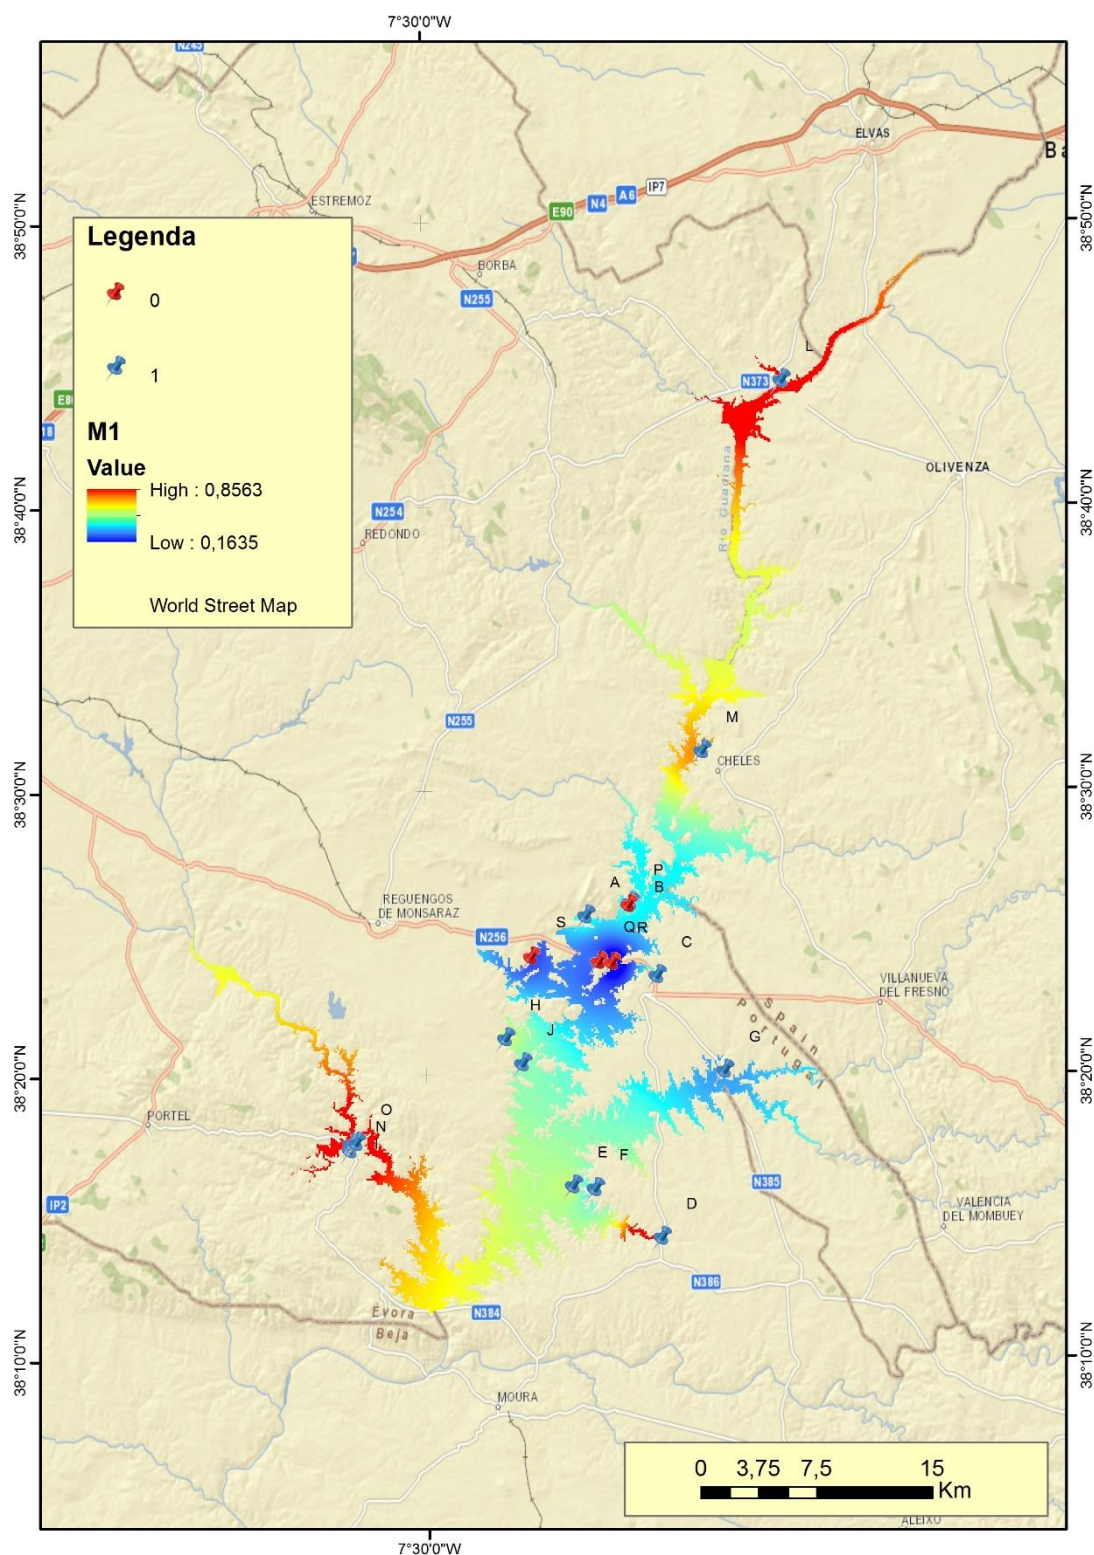 7°30'0"W
N245
ELVAS
IP7
A6
N4
E90
ESTREMOZ
38°50'0"N
38°50'0"N
Legenda
0
1
M1
Value
High : 0,8563
Low : 0,1635
World Street Map
BORBA
N255
L
N373
18
OLIVENZA
Rio Guadiana
38°40'0"N
38°40'0"N
N254
REDONDO
M
N255
CHELES
38°30'0"N
38°30'0"N
P
A
B
REGUENGOS
DE MONSARAZ
S
QR
N256
C
VILLANUEVA
DEL FRESNO
H
Spain
Portugal
J
G
38°20'0"N
38°20'0"N
O
PORTEL
N
I
E
F
N385
IP2
D
VALENCIA
DEL MOMBUEY
N386
N384
Évora
Beja
38°10'0"N
38°10'0"N
MOURA
0 3,75 7,5 15
Km
ALEIXO
7°30'0"W